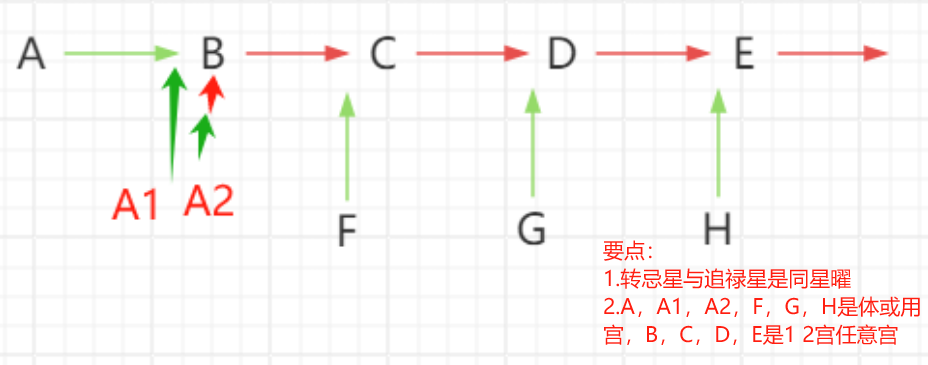 A B C D E
A1 A2
F G H
要点：
1.转忌星与追禄星是同星曜
2.A，A1，A2，F，G，H是体或用
宫，B，C，D，E是1 2宫任意宫